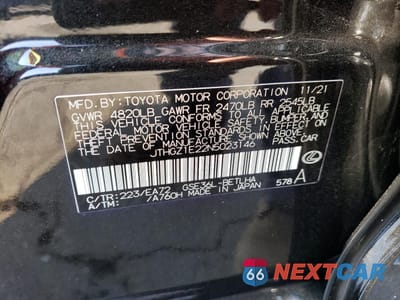 MFD. BY: TOYOTA MOTOR CORPORATION 11/21
GVWR 4820LB GAWR FR 2470LB RR 2545LB
THIS VEHICLE CONFORMS TO ALL APPLICABLE
FEDERAL MOTOR VEHICLE SAFETY, BUMPER, AND
THEFT PREVENTION STANDARDS IN EFFECT ON
THE DATE OF MANUFACTURE SHOWN ABOVE.
JTHGZ1E22N5023146 PASS. CAR
C/TR: 223/EA72 GSE36L-BETLHA
A/TM: /A760H MADE IN JAPAN 578 A
66 NEXTCAR